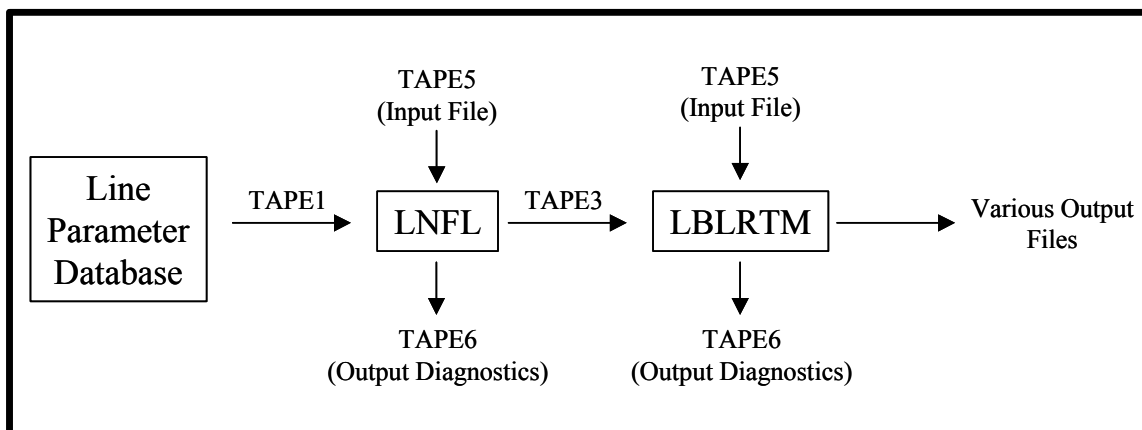 TAPE5
(Input File)
TAPE5
(Input File)
Line
Parameter
Database
TAPE1
LNFL
TAPE3
LBLRTM
Various Output
Files
TAPE6
(Output Diagnostics)
TAPE6
(Output Diagnostics)